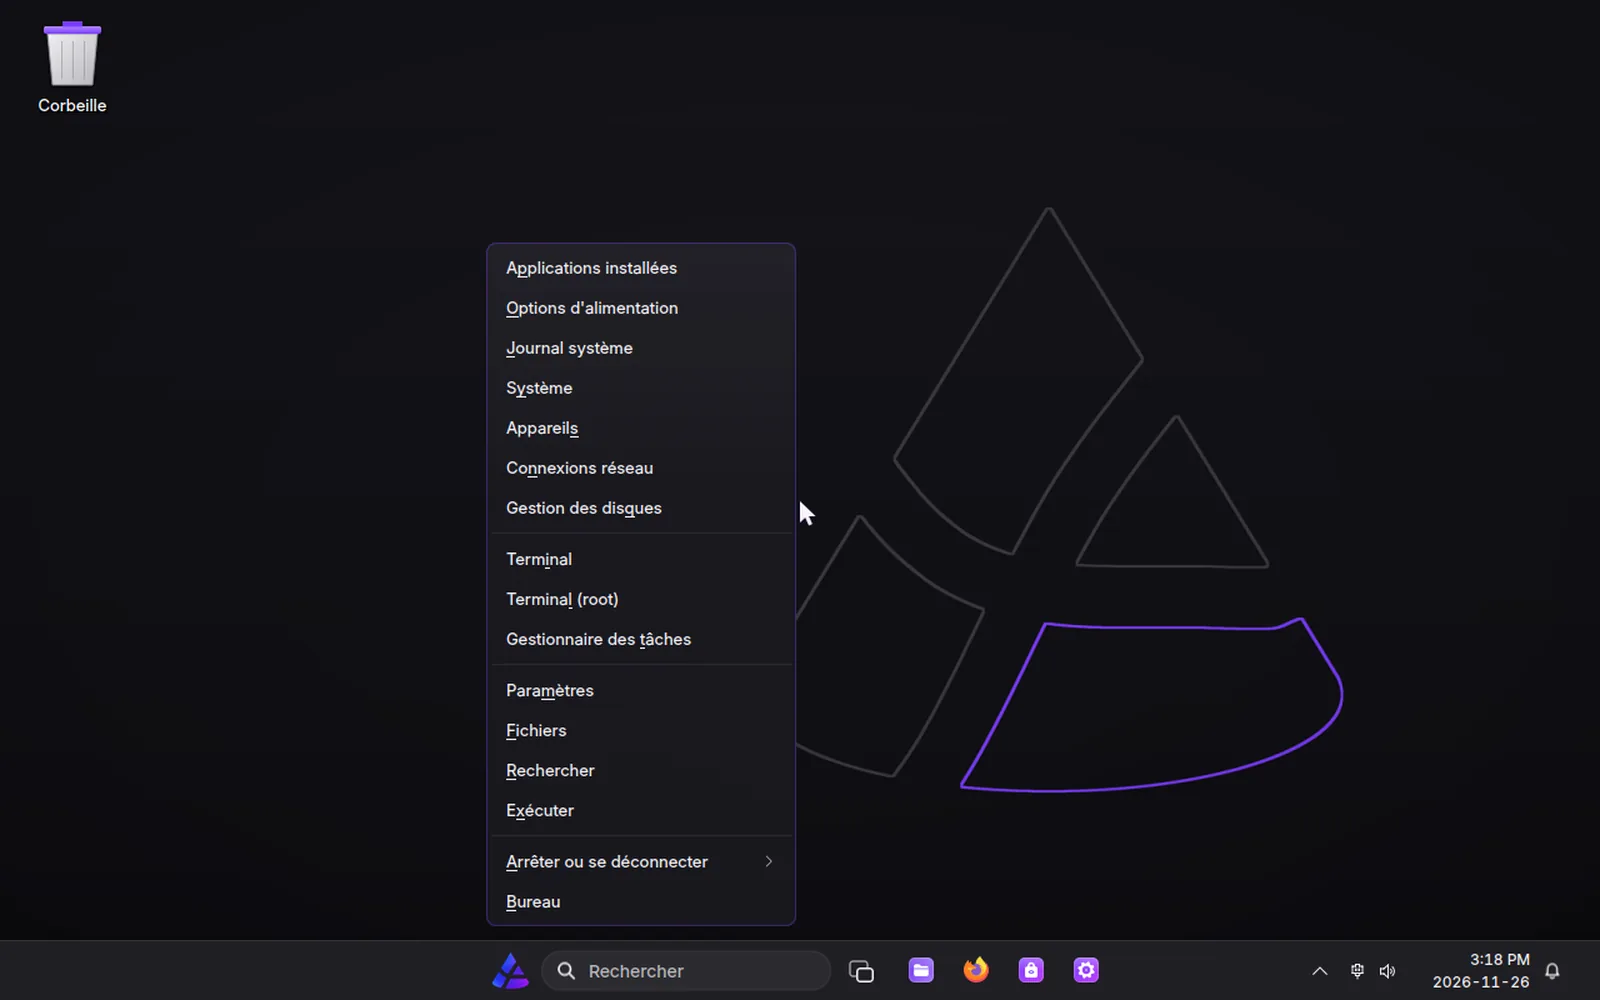 Corbeille
Applications installées
Options d'alimentation
Journal système
Système
Appareils
Connexions réseau
Gestion des disques
Terminal
Terminal (root)
Gestionnaire des tâches
Paramètres
Fichiers
Rechercher
Exécuter
Arrêter ou se déconnecter
Bureau
Rechercher
3:18 PM
2026-11-26